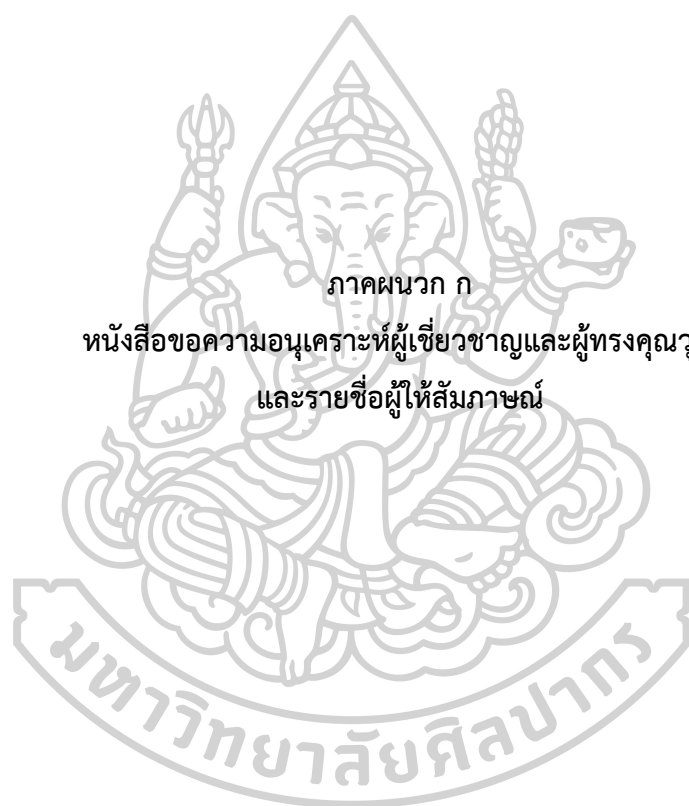 ภาคผนวก ก
หนังสือขอความอนุเคราะห์ผู้เชี่ยวชาญและผู้ทรงคุณวุ
และรายชื่อผู้ให้สัมภาษณ์
มหาวิทยาลัยศิลปากร